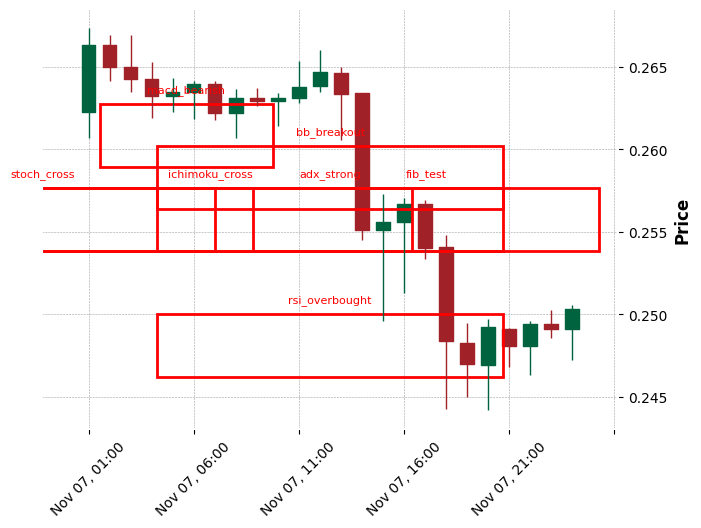 0.265
macd_bearish
bb_breakout
0.260
stoch_cross
ichimoku_cross
adx_strong
fib_test
Price
0.255
rsi_overbought
0.250
0.245
Nov 07, 01:00
Nov 07, 06:00
Nov 07, 11:00
Nov 07, 16:00
Nov 07, 21:00